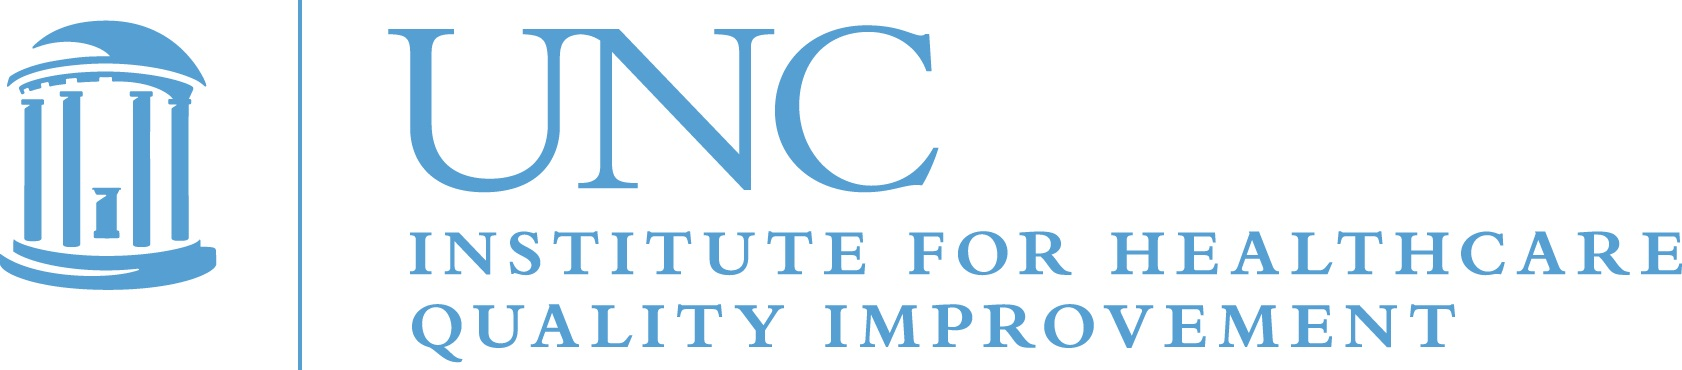 UNC
INSTITUTE FOR HEALTHCARE
QUALITY IMPROVEMENT